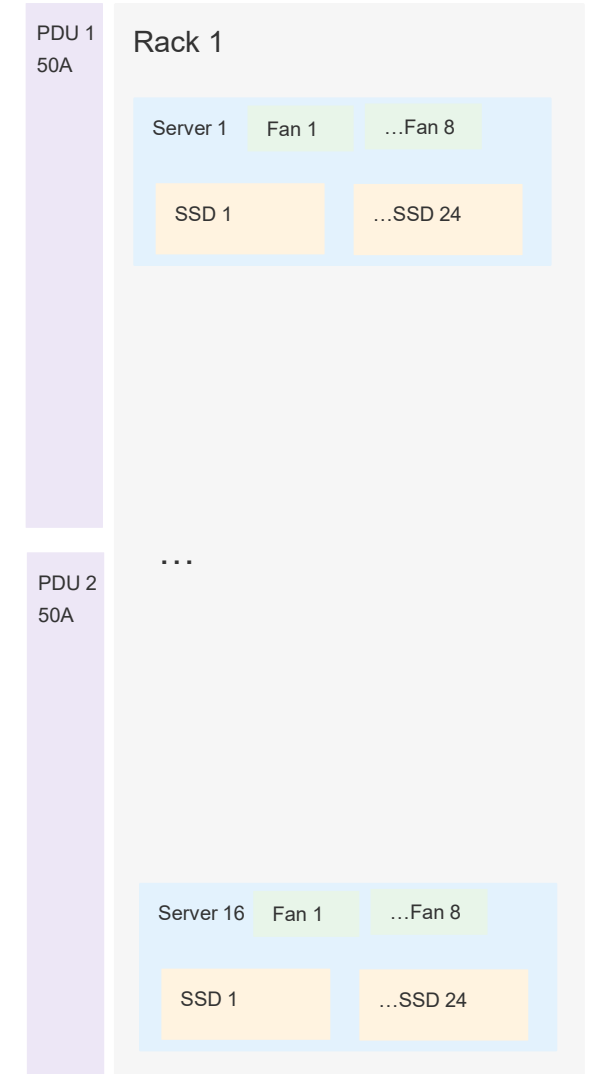 PDU 1
50A
Rack 1
Server 1
Fan 1
…Fan 8
SSD 1
…SSD 24
…
PDU 2
50A
Server 16
Fan 1
…Fan 8
SSD 1
…SSD 24